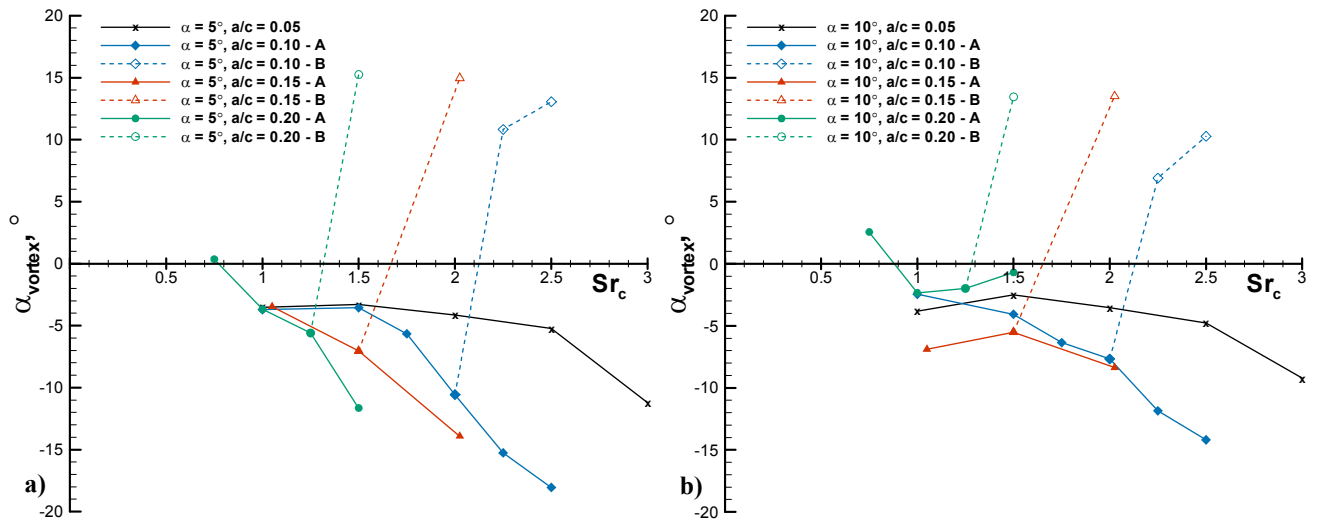 20
15
10
5
0
-5
-10
-15
-20
αvortex, °
0.5
1
1.5
2
2.5
3
Src
α = 5°, a/c = 0.05
α = 5°, a/c = 0.10 - A
α = 5°, a/c = 0.10 - B
α = 5°, a/c = 0.15 - A
α = 5°, a/c = 0.15 - B
α = 5°, a/c = 0.20 - A
α = 5°, a/c = 0.20 - B
a)
20
15
10
5
0
-5
-10
-15
-20
αvortex, °
0.5
1
1.5
2
2.5
3
Src
α = 10°, a/c = 0.05
α = 10°, a/c = 0.10 - A
α = 10°, a/c = 0.10 - B
α = 10°, a/c = 0.15 - A
α = 10°, a/c = 0.15 - B
α = 10°, a/c = 0.20 - A
α = 10°, a/c = 0.20 - B
b)